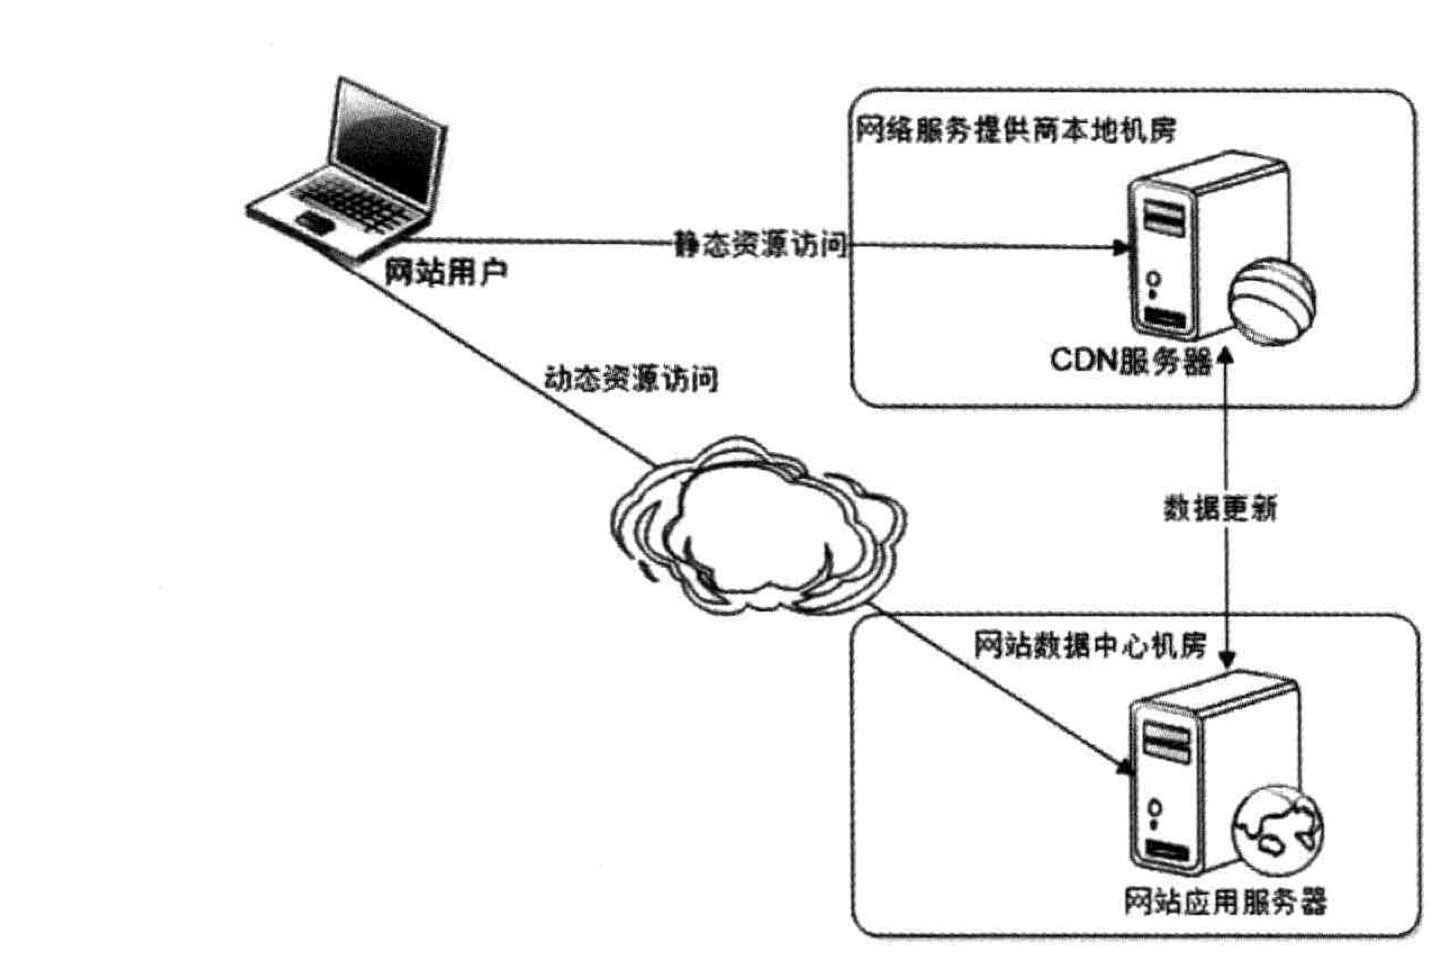 网络服务提供商本地机房
静态资源访问
网站用户
CDN服务器
动态资源访问
数据更新
网站数据中心机房
网站应用服务器